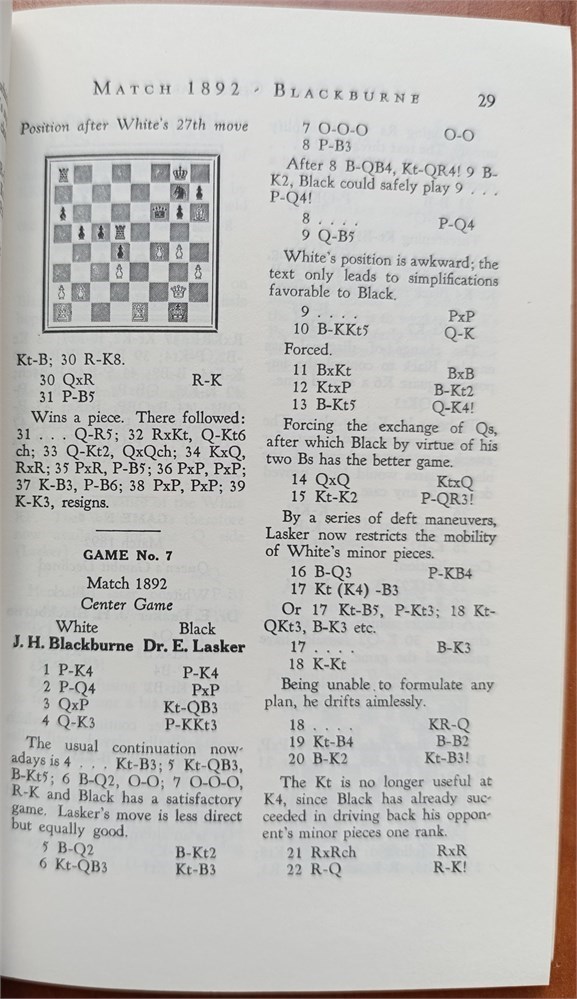 MATCH 1892 - BLACKBURNE 29
Position after White's 27th move
Kt-B; 30 R-K8.
30 QxR R-K
31 P-B5
Wins a piece. There followed:
31 . . . Q-R5; 32 RxKt, Q-Kt6
ch; 33 Q-Kt2, QxQch; 34 KxQ,
RxR; 35 PxR, P-B5; 36 PxP, PxP;
37 K-B3, P-B6; 38 PxP, PxP; 39
K-K3, resigns.
GAME No. 7
Match 1892
Center Game
White Black
J. H. Blackburne Dr. E. Lasker
1 P-K4 P-K4
2 P-Q4 PxP
3 QxP Kt-QB3
4 Q-K3 P-KKt3
The usual continuation now-
adays is 4 . . . Kt-B3; 5 Kt-QB3,
B-Kt5; 6 B-Q2, O-O; 7 O-O-O,
R-K and Black has a satisfactory
game. Lasker's move is less direct
but equally good.
5 B-Q2 B-Kt2
6 Kt-QB3 Kt-B3
7 O-O-O O-O
8 P-B3
After 8 B-QB4, Kt-QR4! 9 B-
K2, Black could safely play 9 . . .
P-Q4!
8 . . . . P-Q4
9 Q-B5
White's position is awkward; the
text only leads to simplifications
favorable to Black.
9 . . . . PxP
10 B-KKt5 Q-K
Forced.
11 BxKt BxB
12 KtxP B-Kt2
13 B-Kt5 Q-K4!
Forcing the exchange of Qs,
after which Black by virtue of his
two Bs has the better game.
14 QxQ KtxQ
15 Kt-K2 P-QR3!
By a series of deft maneuvers,
Lasker now restricts the mobility
of White's minor pieces.
16 B-Q3 P-KB4
17 Kt (K4) -B3
Or 17 Kt-B5, P-Kt3; 18 Kt-
QKt3, B-K3 etc.
17 . . . . B-K3
18 K-Kt
Being unable to formulate any
plan, he drifts aimlessly.
18 . . . . KR-Q
19 Kt-B4 B-B2
20 B-K2 Kt-B3!
The Kt is no longer useful at
K4, since Black has already suc-
ceeded in driving back his oppon-
ent's minor pieces one rank.
21 RxRch RxR
22 R-Q R-K!